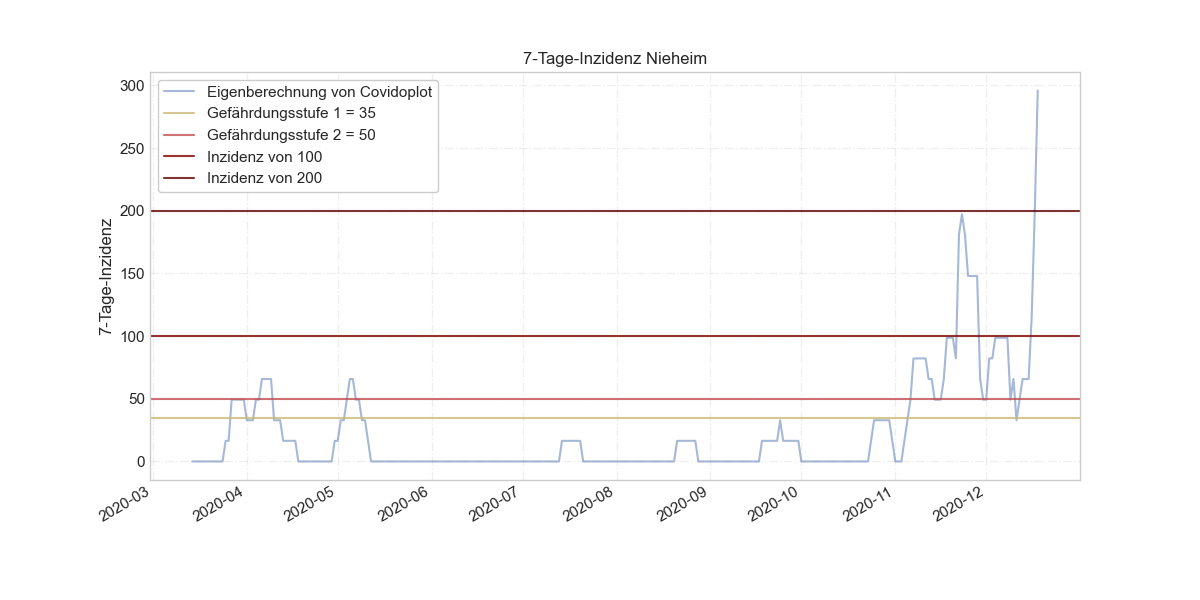 7-Tage-Inzidenz Nieheim
Eigenberechnung von Covidoplot
Gefährdungsstufe 1 = 35
Gefährdungsstufe 2 = 50
Inzidenz von 100
Inzidenz von 200
7-Tage-Inzidenz
300
250
200
150
100
50
0
2020-03
2020-04
2020-05
2020-06
2020-07
2020-08
2020-09
2020-10
2020-11
2020-12